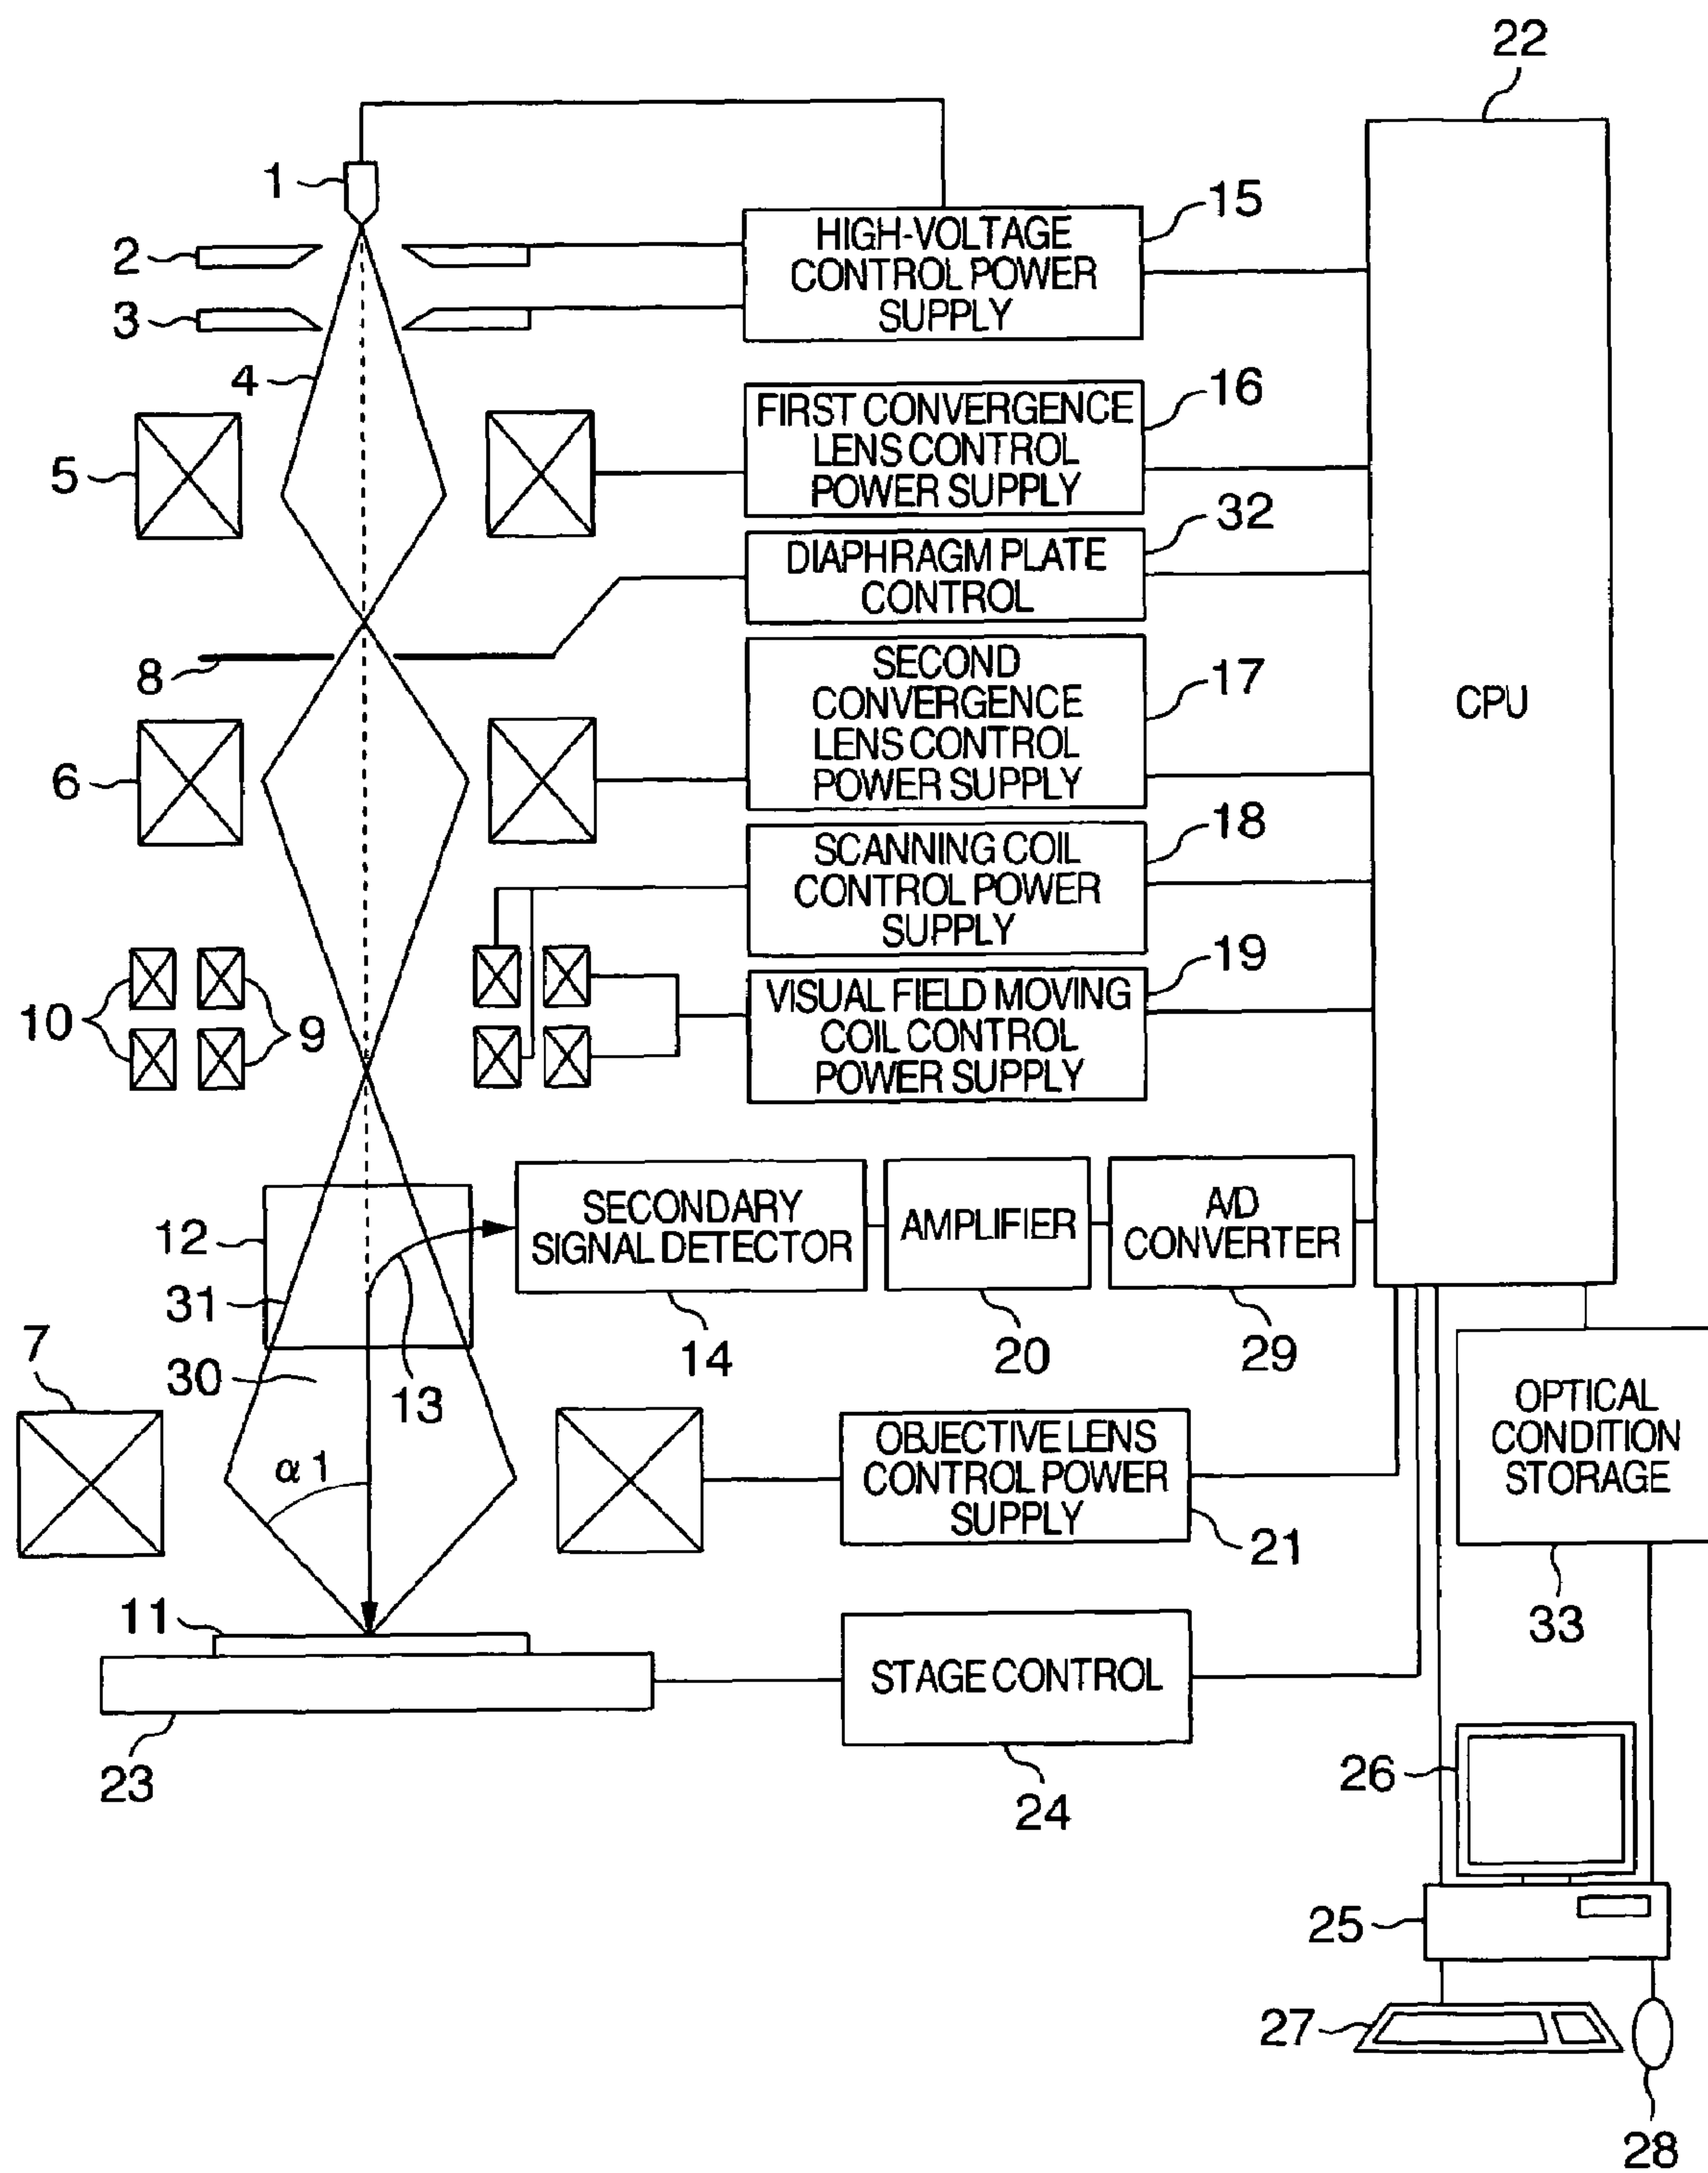 22
1
15
HIGH-VOLTAGE
CONTROL POWER
SUPPLY
2
3
4
16
FIRST CONVERGENCE
LENS CONTROL
POWER SUPPLY
5
32
DIAPHRAGM PLATE
CONTROL
8
SECOND
CONVERGENCE
LENS CONTROL
POWER SUPPLY
17
CPU
6
18
SCANNING COIL
CONTROL POWER
SUPPLY
19
VISUAL FIELD MOVING
COIL CONTROL
POWER SUPPLY
10
9
12
SECONDARY
SIGNAL DETECTOR
AMPLIFIER
A/D
CONVERTER
31
14
20
29
7
30
13
OPTICAL
CONDITION
STORAGE
α1
OBJECTIVE LENS
CONTROL POWER
SUPPLY
21
33
11
STAGE CONTROL
23
24
26
25
27
28